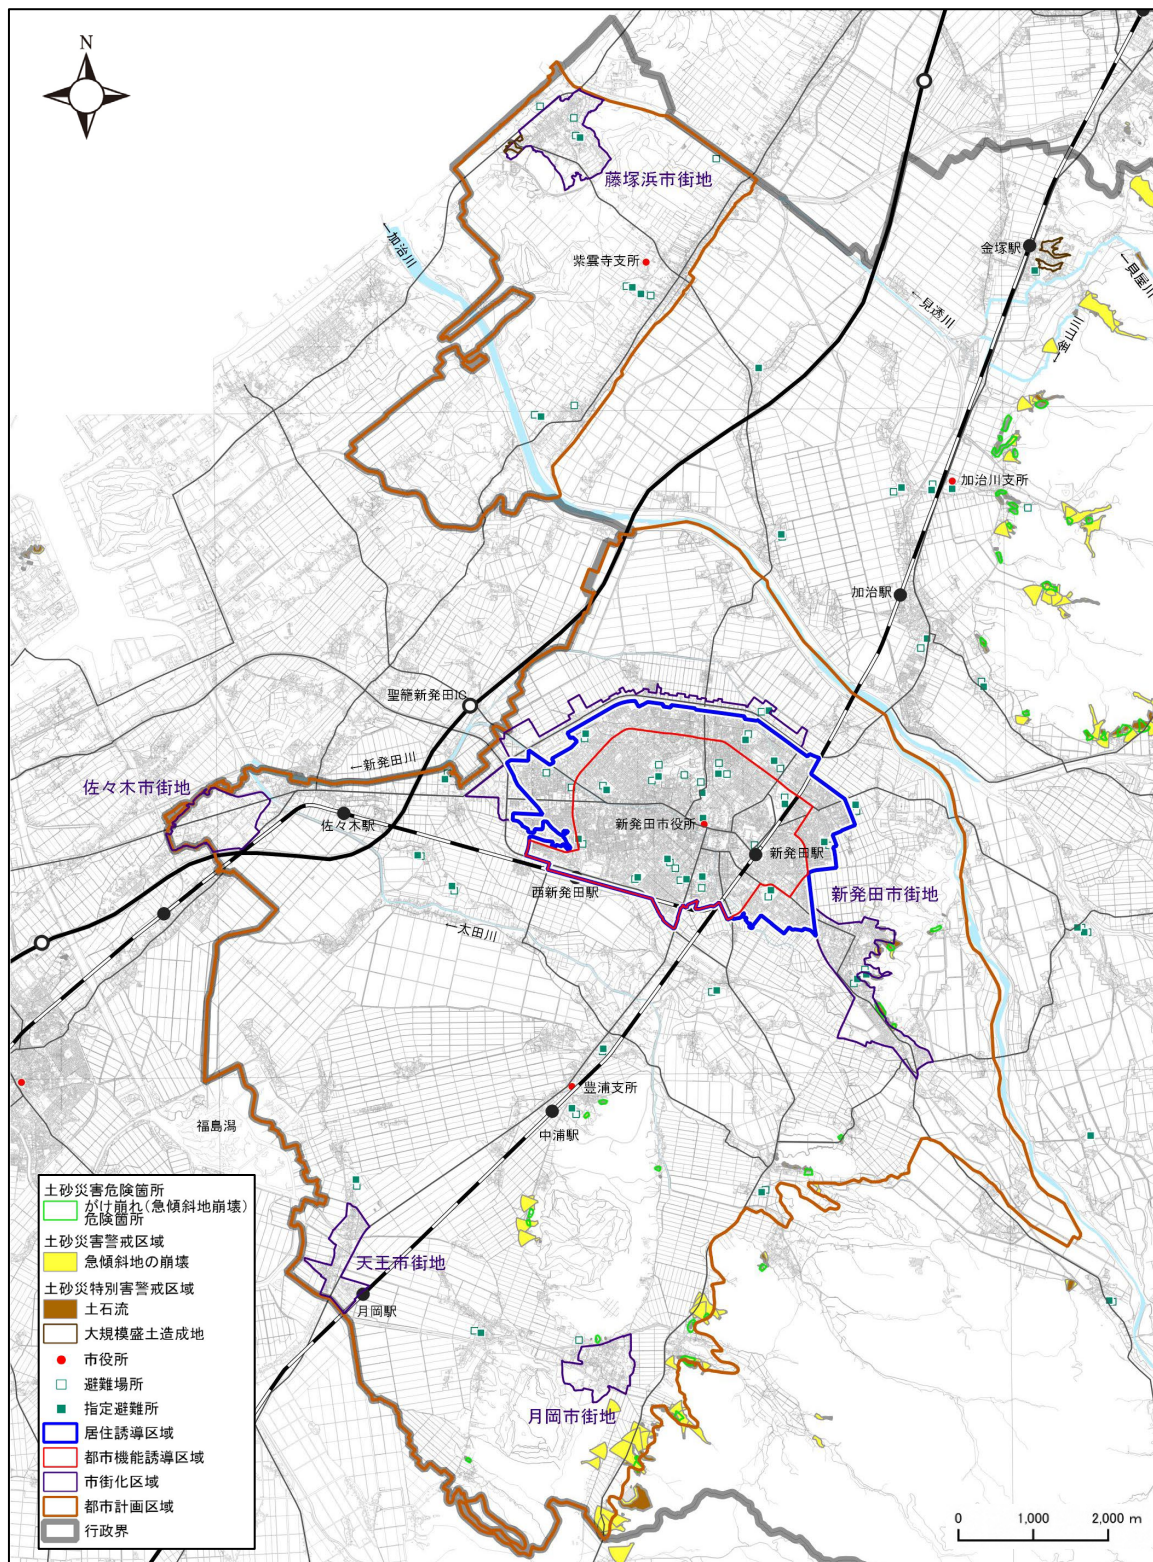 N
藤塚浜市街地
←加治川
紫雲寺支所
金塚駅
←貝屋川
←見透川
←金山川
加治川支所
加治駅
聖籠新発田IC
←新発田川
佐々木市街地
佐々木駅
新発田市役所
新発田駅
西新発田駅
新発田市街地
←太田川
豊浦支所
中浦駅
福島潟
天王市街地
月岡駅
月岡市街地
土砂災害危険箇所
がけ崩れ(急傾斜地崩壊)
危険箇所
土砂災害警戒区域
急傾斜地の崩壊
土砂災特別害警戒区域
土石流
大規模盛土造成地
市役所
避難場所
指定避難所
居住誘導区域
都市機能誘導区域
市街化区域
都市計画区域
行政界
0 1,000 2,000 m